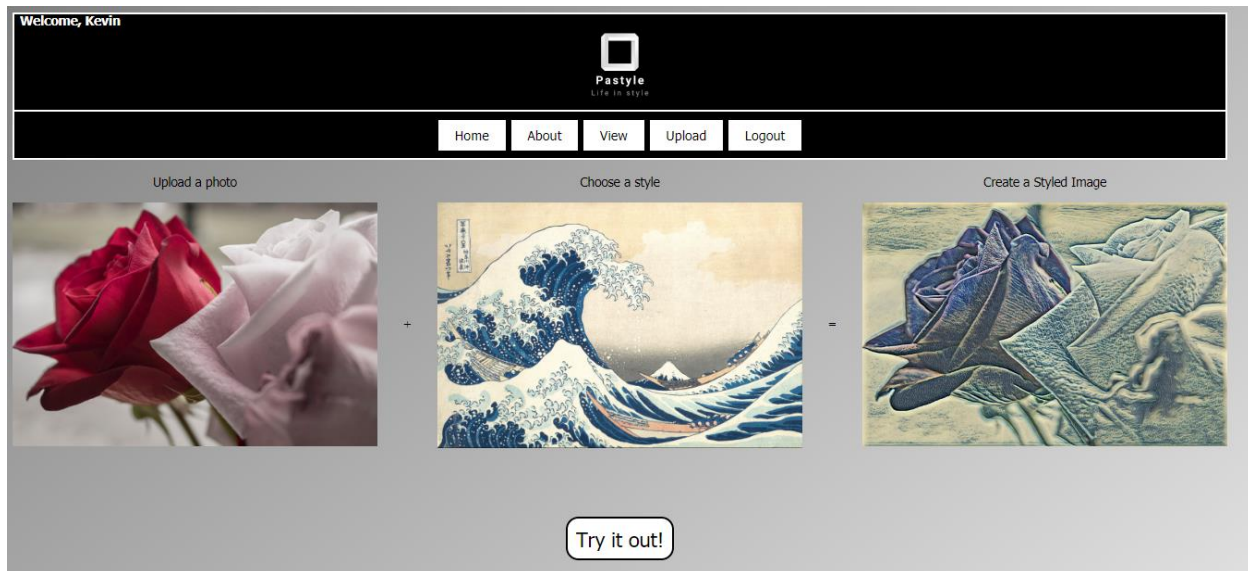 Welcome, Kevin
Pastyle
Life in style
Home About View Upload Logout
Upload a photo Choose a style Create a Styled Image
+ =
Try it out!